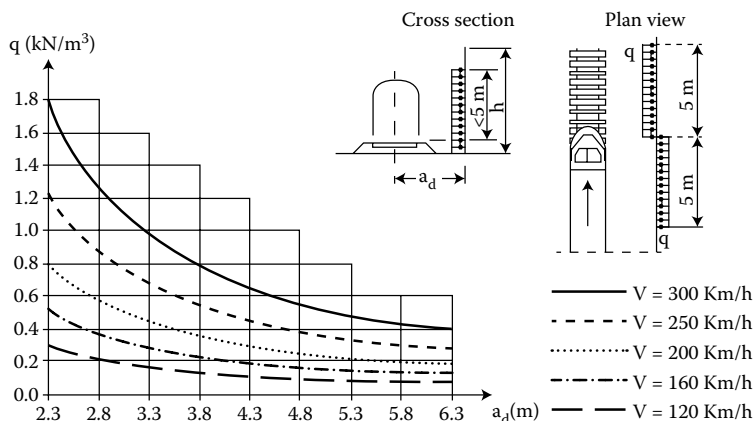 Cross section
Plan view
q (kN/m³)
1.8
1.6
1.4
1.2
1.0
0.8
0.6
0.4
0.2
0.0
2.3 2.8 3.3 3.8 4.3 4.8 5.3 5.8 6.3
a_d(m)
<5 m
h
a_d
q
5 m
5 m
q
V = 300 Km/h
V = 250 Km/h
V = 200 Km/h
V = 160 Km/h
V = 120 Km/h